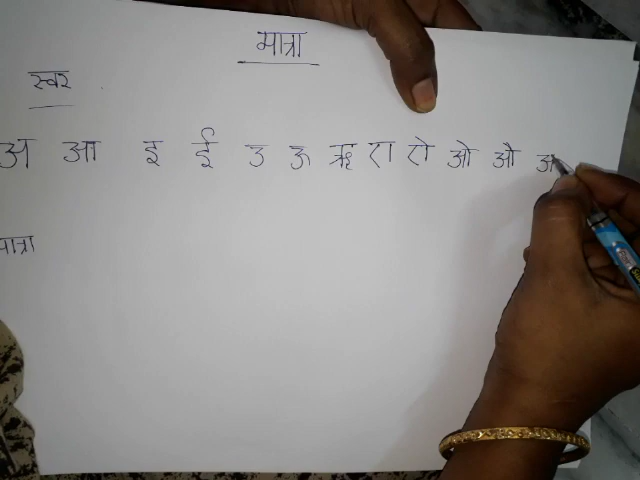 मात्रा
स्वर
अ आ इ ई उ ऊ ऋ रा रो ओ औ अ
मात्रा